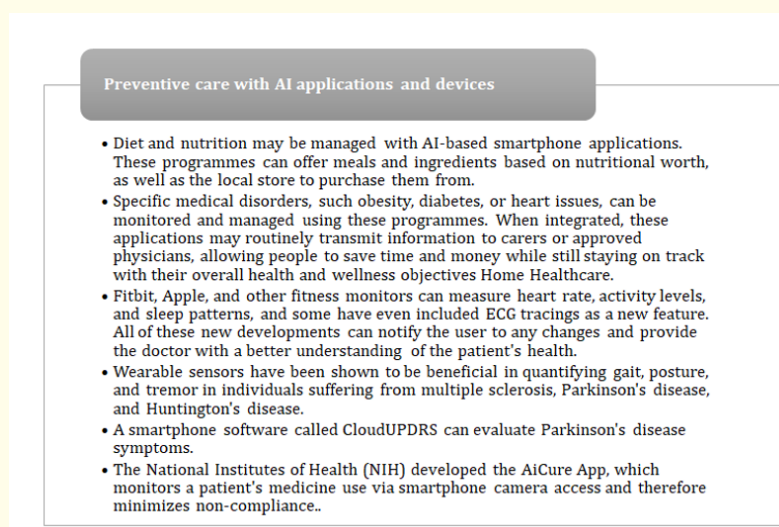 Preventive care with AI applications and devices
• Diet and nutrition may be managed with AI-based smartphone applications.
These programmes can offer meals and ingredients based on nutritional worth,
as well as the local store to purchase them from.
• Specific medical disorders, such obesity, diabetes, or heart issues, can be
monitored and managed using these programmes. When integrated, these
applications may routinely transmit information to carers or approved
physicians, allowing people to save time and money while still staying on track
with their overall health and wellness objectives Home Healthcare.
• Fitbit, Apple, and other fitness monitors can measure heart rate, activity levels,
and sleep patterns, and some have even included ECG tracings as a new feature.
All of these new developments can notify the user to any changes and provide
the doctor with a better understanding of the patient's health.
• Wearable sensors have been shown to be beneficial in quantifying gait, posture,
and tremor in individuals suffering from multiple sclerosis, Parkinson's disease,
and Huntington's disease.
• A smartphone software called CloudUPDRS can evaluate Parkinson's disease
symptoms.
• The National Institutes of Health (NIH) developed the AiCure App, which
monitors a patient's medicine use via smartphone camera access and therefore
minimizes non-compliance..